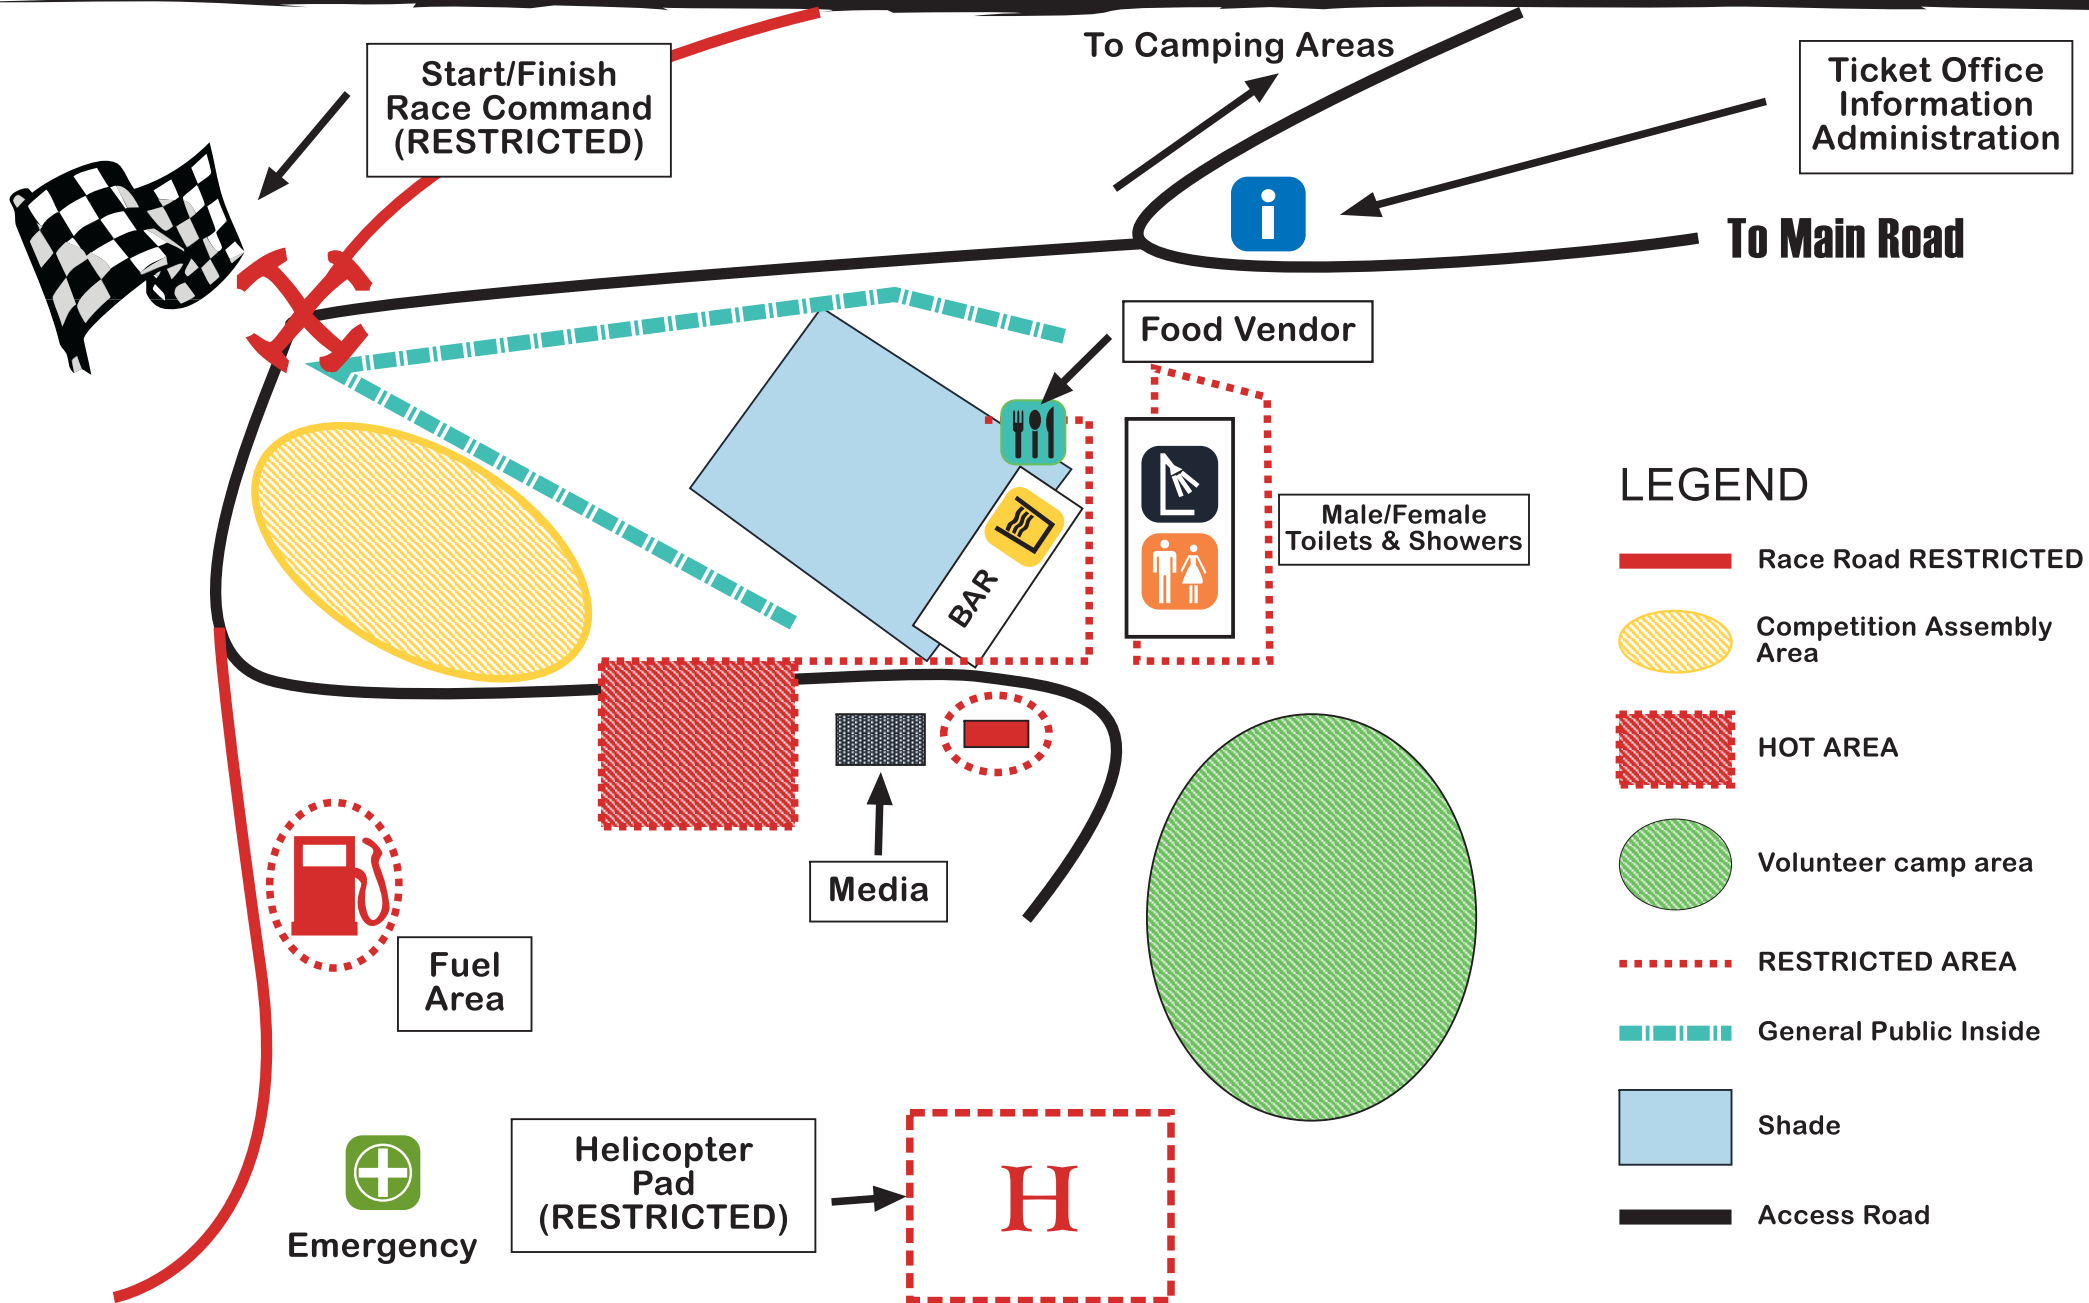 To Camping Areas
Start/Finish
Race Command
(RESTRICTED)
Ticket Office
Information
Administration
i
To Main Road
Food Vendor
Male/Female
Toilets & Showers
BAR
Media
Fuel
Area
Helicopter
Pad
(RESTRICTED)
H
Emergency
LEGEND
Race Road RESTRICTED
Competition Assembly
Area
HOT AREA
Volunteer camp area
RESTRICTED AREA
General Public Inside
Shade
Access Road